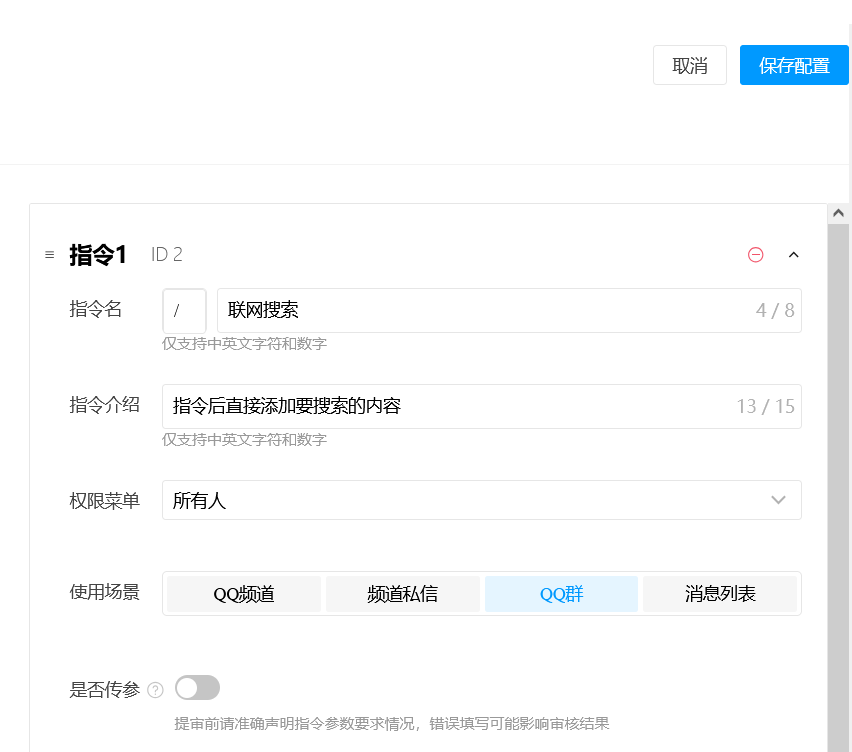 取消 保存配置
指令1 ID 2
指令名 / 联网搜索 4 / 8
仅支持中英文字符和数字
指令介绍 指令后直接添加要搜索的内容 13 / 15
仅支持中英文字符和数字
权限菜单 所有人
使用场景 QQ频道 频道私信 QQ群 消息列表
是否传参 ?
提审前请准确声明指令参数要求情况，错误填写可能影响审核结果